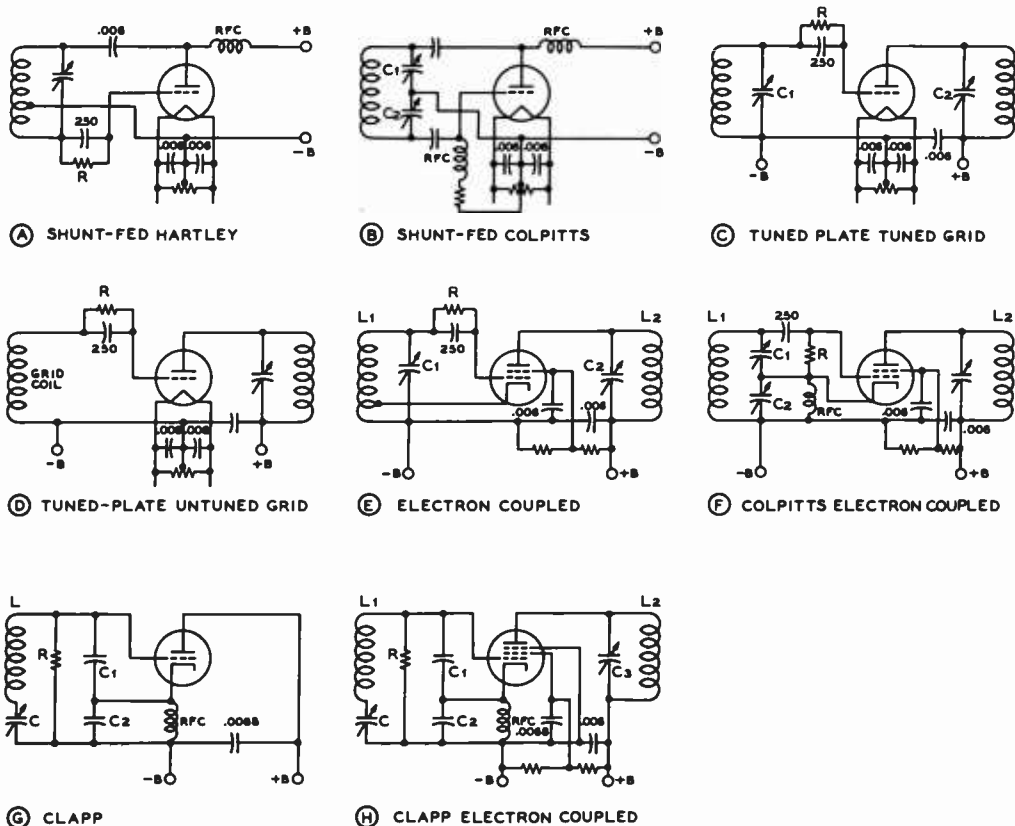 .006
RFC
+B
250
R
.006 .006
-B
A SHUNT-FED HARTLEY
RFC
+B
C1
C2
RFC
.006 .006
-B
B SHUNT-FED COLPITTS
R
250
C1
C2
.006 .006
.006
-B
+B
C TUNED PLATE TUNED GRID
R
250
GRID
COIL
.006 .006
-B
+B
D TUNED-PLATE UNTUNED GRID
L1
R
L2
250
C1
C2
.006
.006
-B
+B
E ELECTRON COUPLED
L1
250
L2
C1
R
C2
RFC
.006
.006
-B
+B
F COLPITTS ELECTRON COUPLED
L
R
C1
C
C2
RFC
.0068
-B
+B
G CLAPP
L1
L2
R
C1
C3
C
C2
RFC
.0068
.006
-B
+B
H CLAPP ELECTRON COUPLED